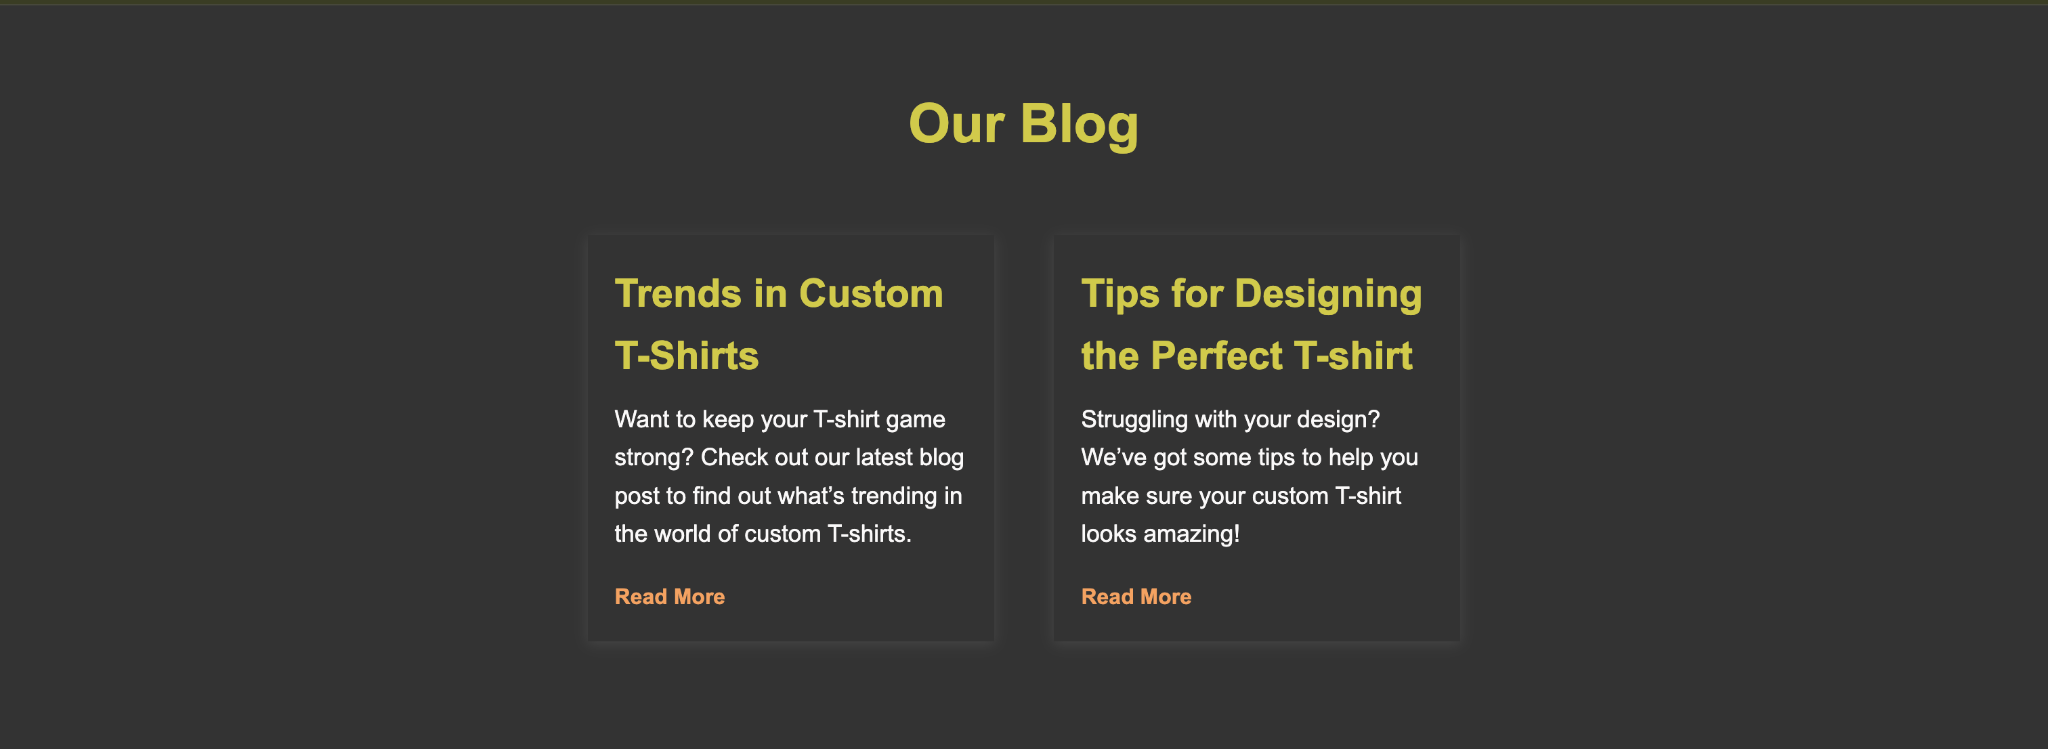 Our Blog
Trends in Custom
T-Shirts
Want to keep your T-shirt game
strong? Check out our latest blog
post to find out what’s trending in
the world of custom T-shirts.
Read More
Tips for Designing
the Perfect T-shirt
Struggling with your design?
We’ve got some tips to help you
make sure your custom T-shirt
looks amazing!
Read More